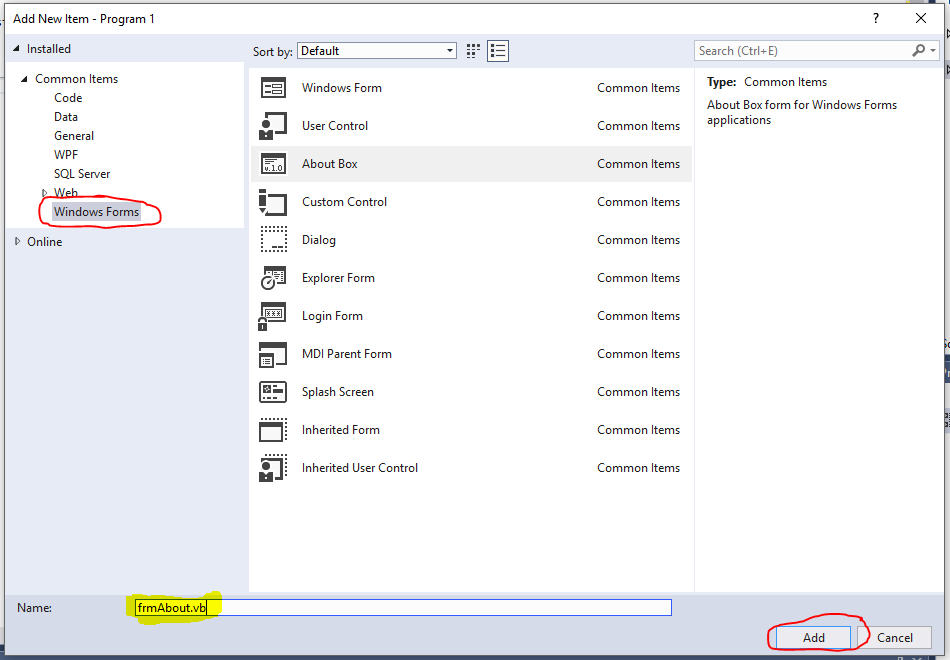 Add New Item - Program 1
?
Installed
Sort by: Default
Search (Ctrl+E)
Common Items
Code
Data
General
WPF
SQL Server
Web
Windows Forms
Online
Windows Form Common Items
User Control Common Items
v.1.0 About Box Common Items
Custom Control Common Items
Dialog Common Items
Explorer Form Common Items
xxx Login Form Common Items
MDI Parent Form Common Items
Splash Screen Common Items
Inherited Form Common Items
Inherited User Control Common Items
Type: Common Items
About Box form for Windows Forms
applications
Name: frmAbout.vb
Add Cancel